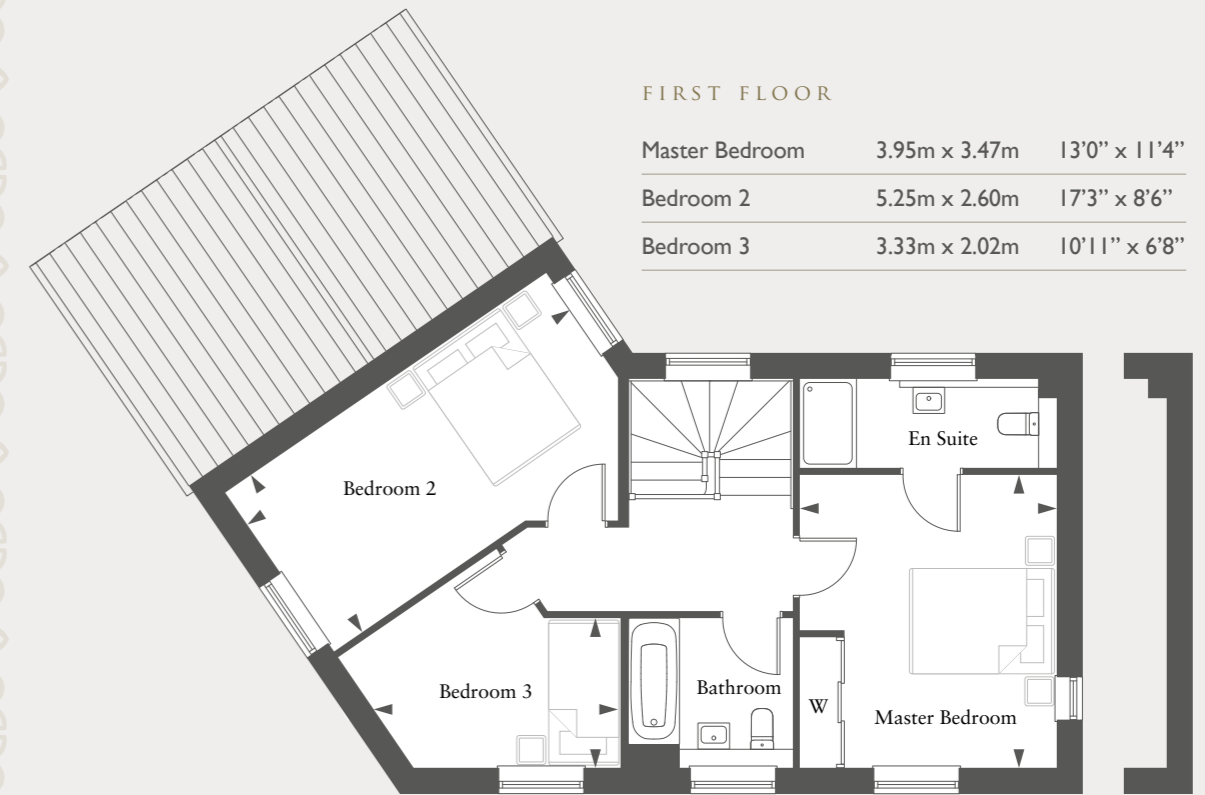 FIRST FLOOR
Master Bedroom 3.95m x 3.47m 13'0” x 11'4”
Bedroom 2 5.25m x 2.60m 17'3” x 8'6”
Bedroom 3 3.33m x 2.02m 10'11” x 6'8”
En Suite
Bedroom 2
Bedroom 3
Bathroom
W
Master Bedroom